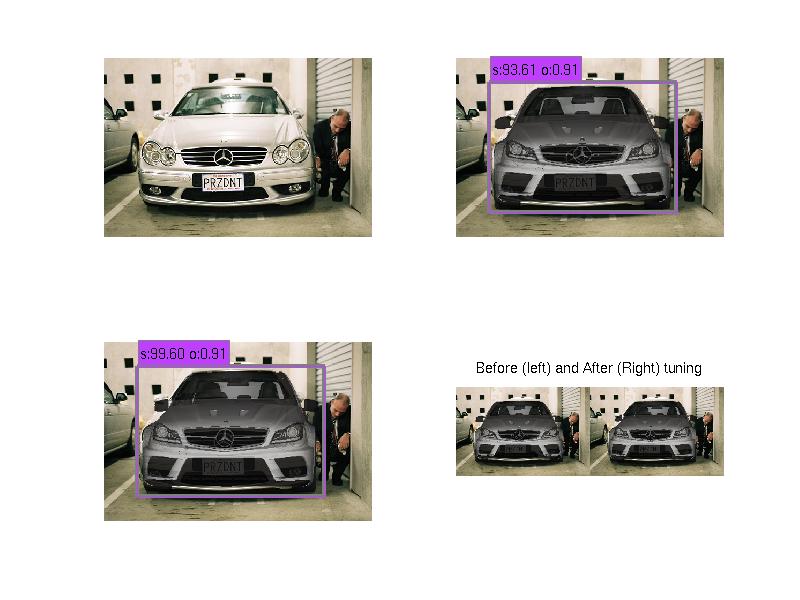 PRZDNT
s:93.61 o:0.91
PRZDNT
s:99.60 o:0.91
PRZDNT
Before (left) and After (Right) tuning